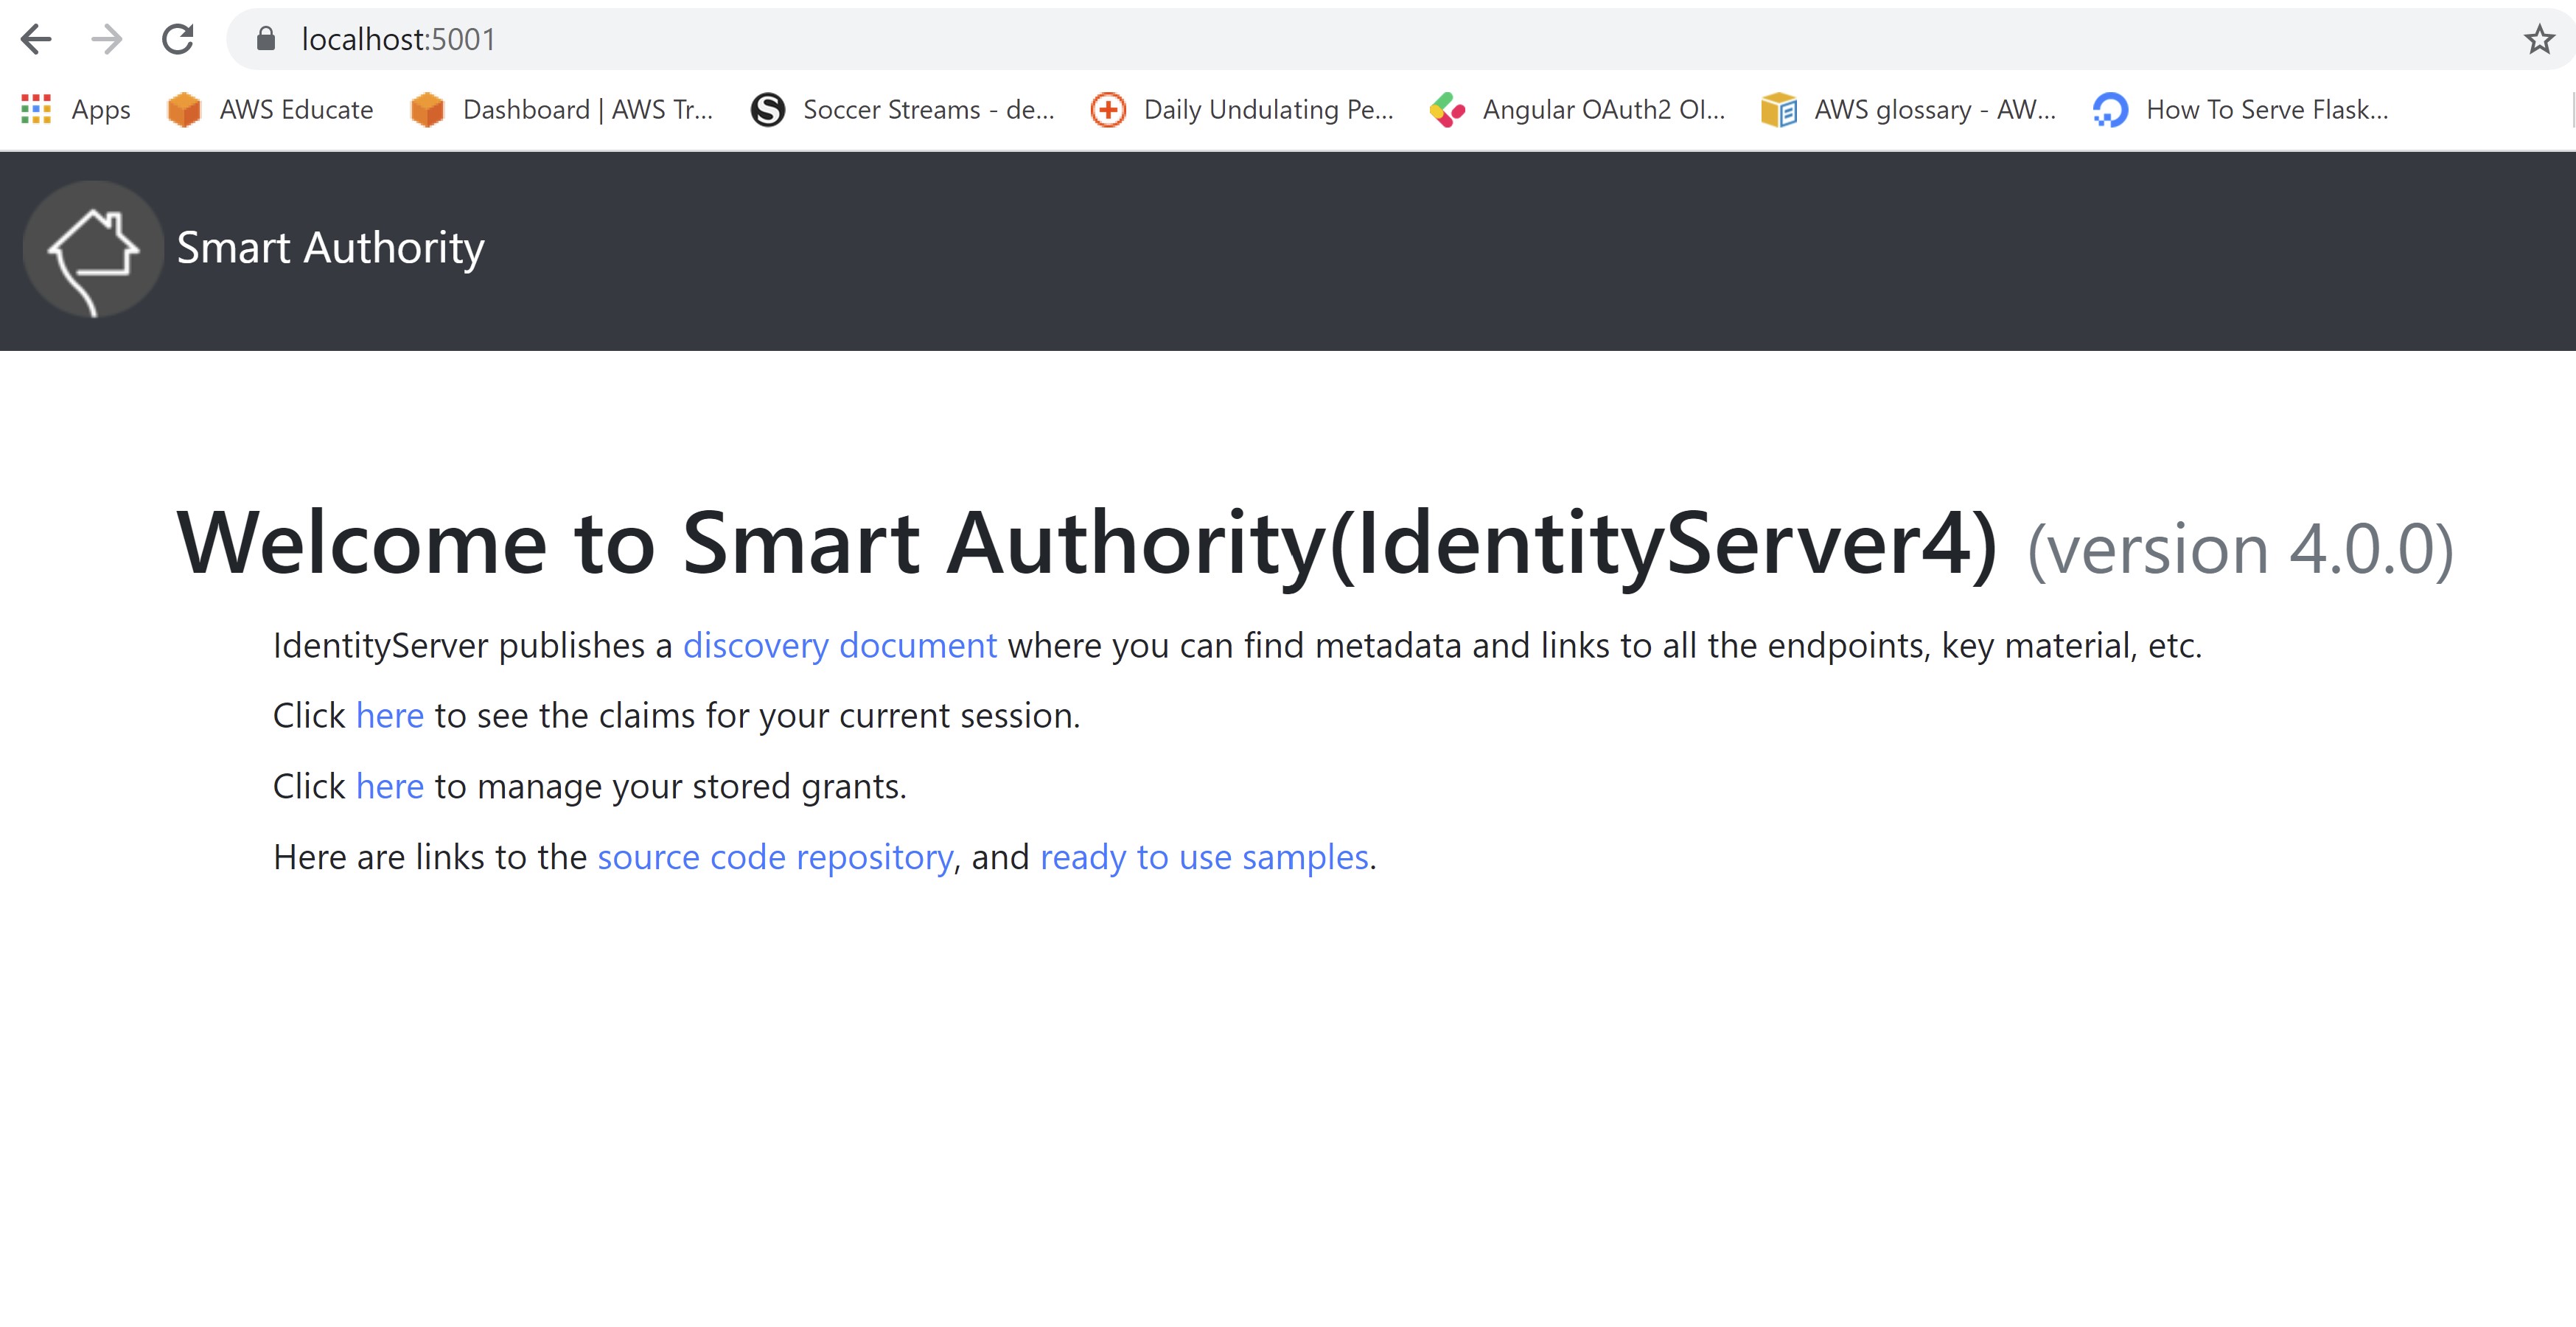 localhost:5001
Apps AWS Educate Dashboard | AWS Tr... Soccer Streams - de... Daily Undulating Pe... Angular OAuth2 OI... AWS glossary - AW... How To Serve Flask...
Smart Authority
Welcome to Smart Authority(IdentityServer4) (version 4.0.0)
IdentityServer publishes a discovery document where you can find metadata and links to all the endpoints, key material, etc.
Click here to see the claims for your current session.
Click here to manage your stored grants.
Here are links to the source code repository, and ready to use samples.